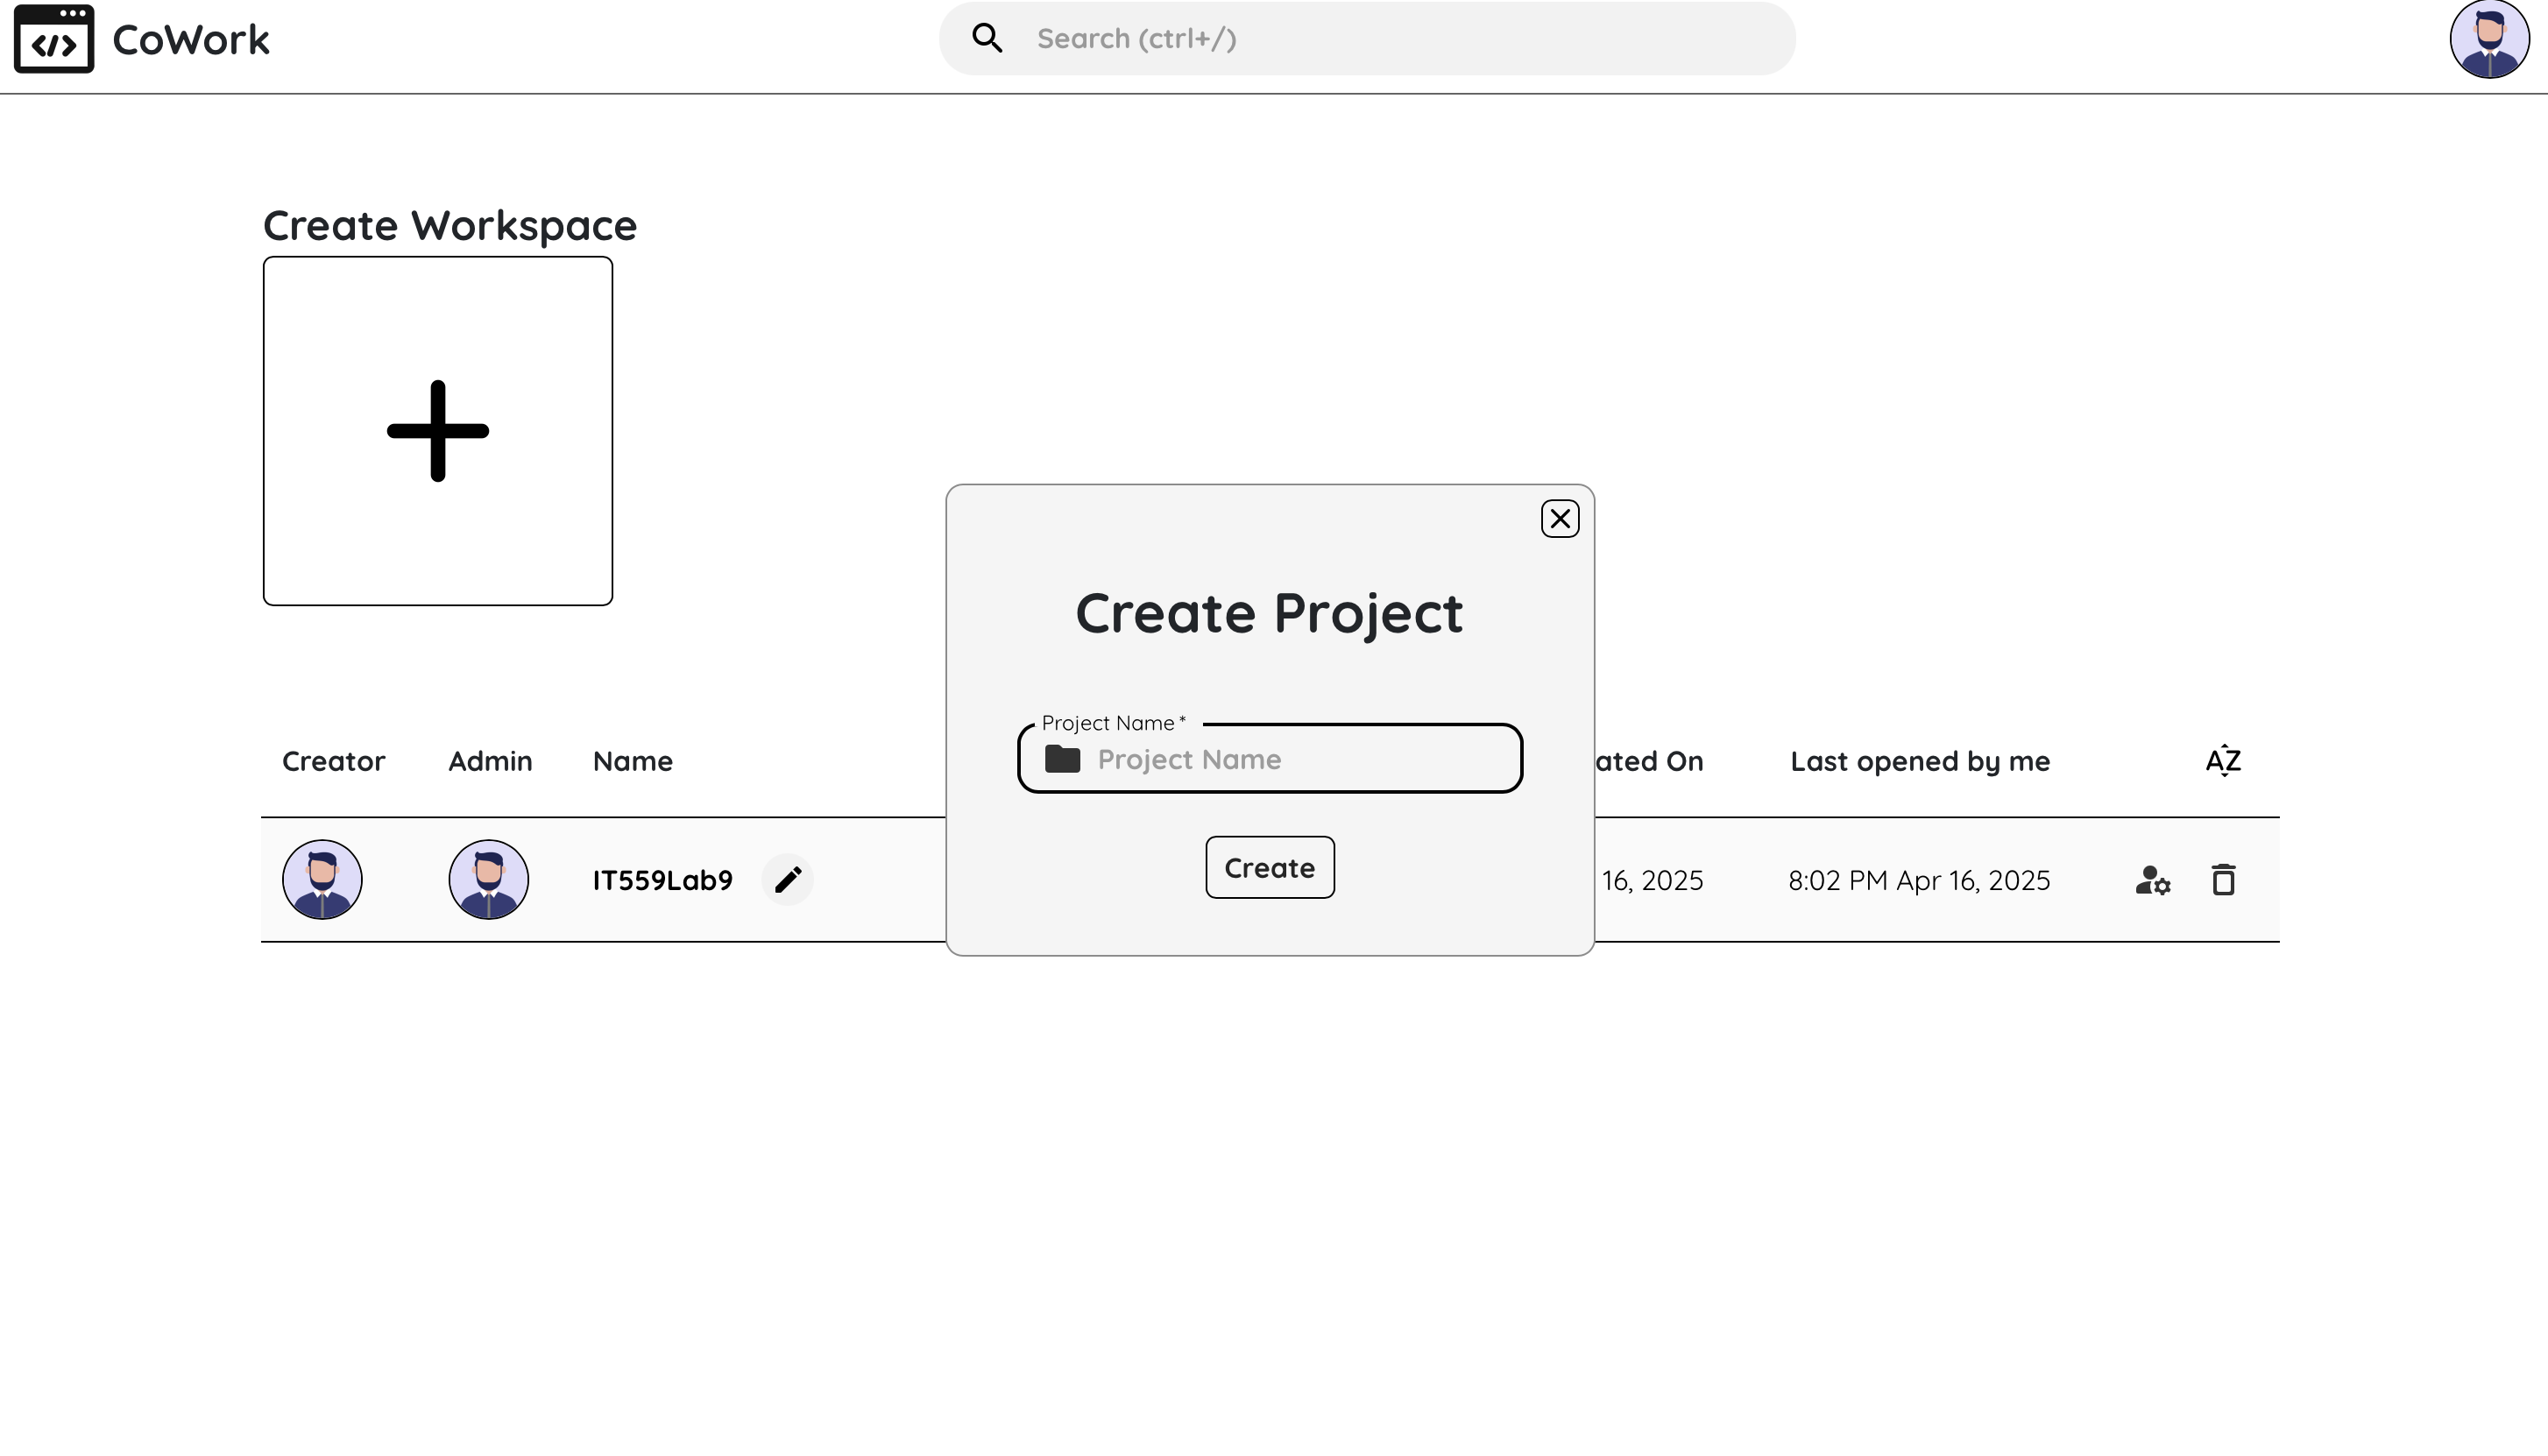 CoWork
Search (ctrl+/)
Create Workspace
Create Project
Project Name *
Project Name
Create
Creator Admin Name ated On Last opened by me AZ
IT559Lab9 16, 2025 8:02 PM Apr 16, 2025